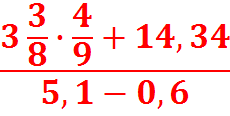 3 3/8 · 4/9 + 14,34
5,1 − 0,6